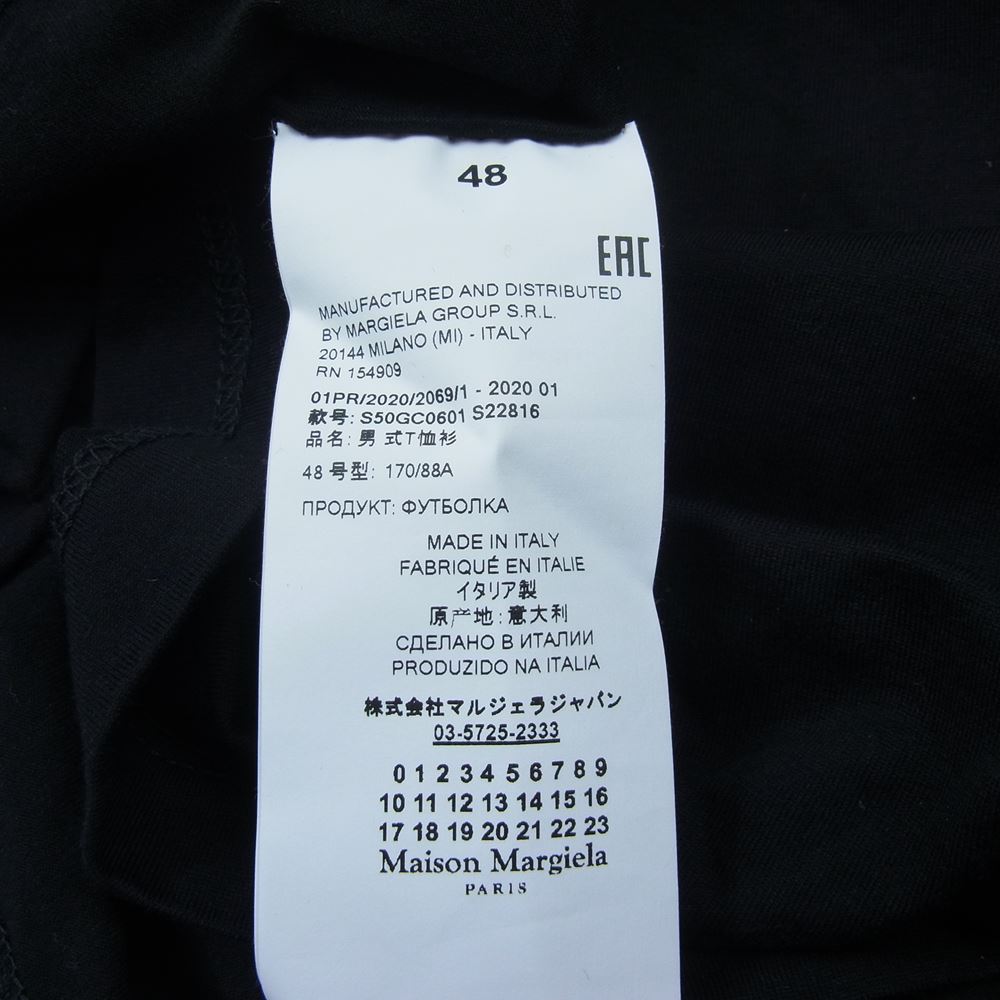 48
EAC
MANUFACTURED AND DISTRIBUTED
BY MARGIELA GROUP S.R.L.
20144 MILANO (MI) - ITALY
RN 154909
01PR/2020/2069/1 - 2020 01
款号: S50GC0601 S22816
品名: 男 式T恤衫
48 号型: 170/88A
ПРОДУКТ: ФУТБОЛКА
MADE IN ITALY
FABRIQUÉ EN ITALIE
イタリア製
原产地: 意大利
СДЕЛАНО В ИТАЛИИ
PRODUZIDO NA ITALIA
株式会社マルジェラジャパン
03-5725-2333
0 1 2 3 4 5 6 7 8 9
10 11 12 13 14 15 16
17 18 19 20 21 22 23
Maison Margiela
PARIS